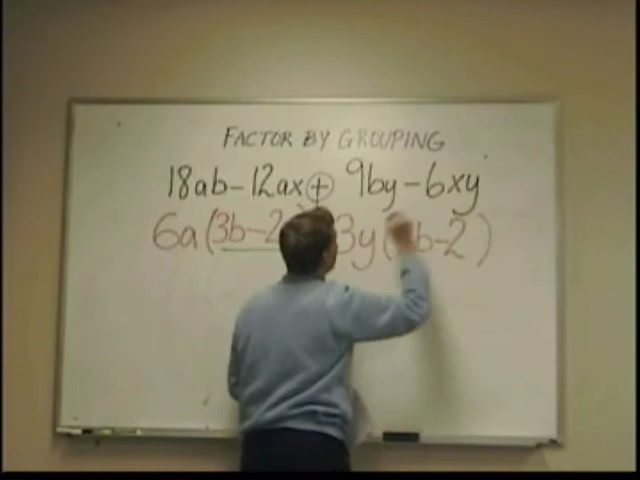 FACTOR BY GROUPING
18ab-12ax + 9by-6xy
6a(3b-2 3y( b-2 )